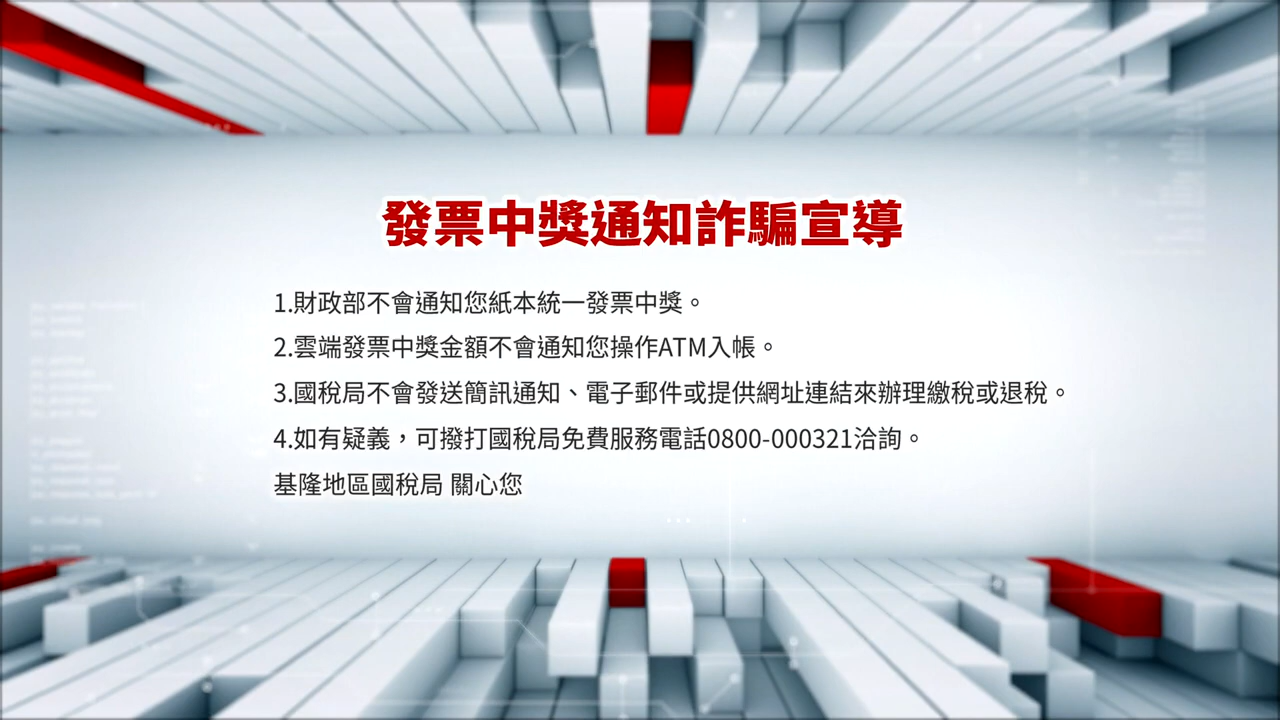 發票中獎通知詐騙宣導
1.財政部不會通知您紙本統一發票中獎。
2.雲端發票中獎金額不會通知您操作ATM入帳。
3.國稅局不會發送簡訊通知、電子郵件或提供網址連結來辦理繳稅或退稅。
4.如有疑義，可撥打國稅局免費服務電話0800-000321洽詢。
基隆地區國稅局 關心您